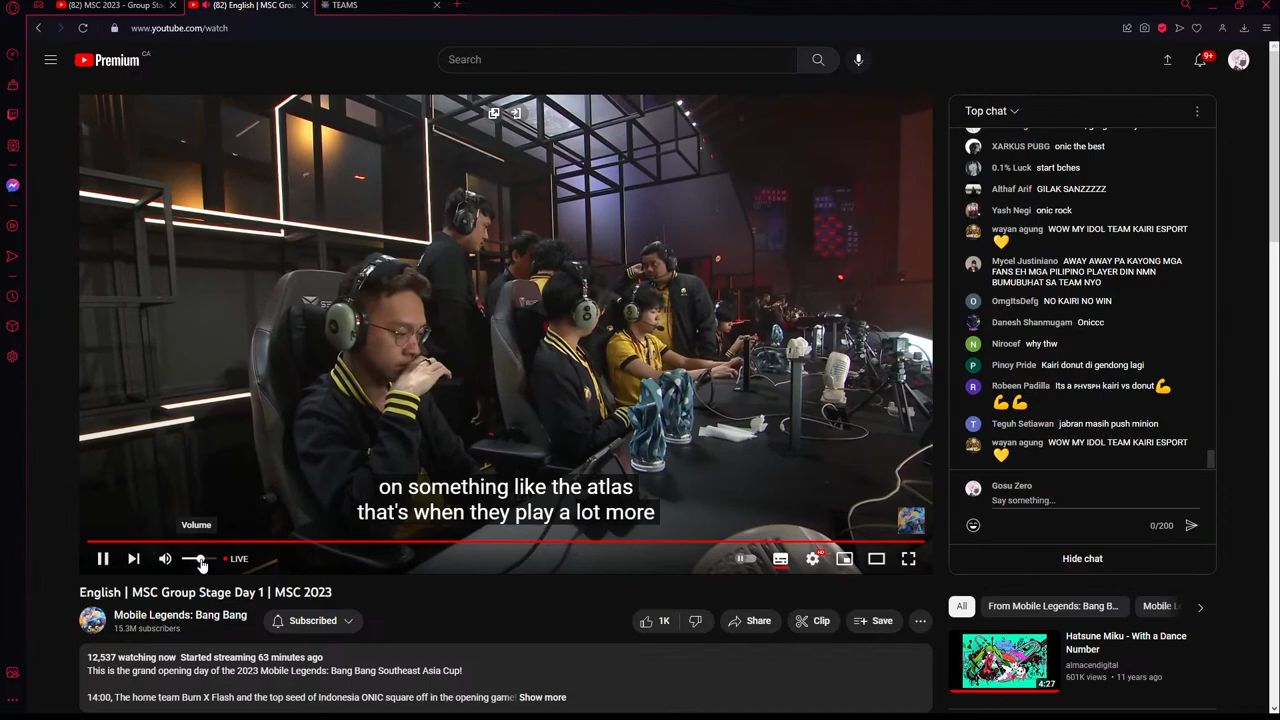 (82) MSC 2023 - Group Sta
(82) English | MSC Grou
TEAMS
www.youtube.com/watch
Premium
CA
Search
9+
Top chat
XARKUS PUBG onic the best
0.1% Luck start bches
Althaf Arif GILAK SANZZZZZ
Yash Negi onic rock
wayan agung WOW MY IDOL TEAM KAIRI ESPORT
Mycel Justiniano AWAY AWAY PA KAYONG MGA
FANS EH MGA PILIPINO PLAYER DIN NMN
BUMUBUHAT SA TEAM NYO
OmgItsDefg NO KAIRI NO WIN
Danesh Shanmugam Oniccc
Nirocef why thw
Pinoy Pride Kairi donut di gendong lagi
Robeen Padilla Its a ᴘʜᴠsᴘʜ kairi vs donut
Teguh Setiawan jabran masih push minion
wayan agung WOW MY IDOL TEAM KAIRI ESPORT
Gosu Zero
Say something...
0/200
Hide chat
on something like the atlas
that's when they play a lot more
Volume
LIVE
HD
English | MSC Group Stage Day 1 | MSC 2023
Mobile Legends: Bang Bang
15.3M subscribers
Subscribed
1K
Share
Clip
Save
12,537 watching now Started streaming 63 minutes ago
This is the grand opening day of the 2023 Mobile Legends: Bang Bang Southeast Asia Cup!
14:00, The home team Burn X Flash and the top seed of Indonesia ONIC square off in the opening game
Show more
All
From Mobile Legends: Bang B...
Mobile L
Hatsune Miku - With a Dance
Number
almacendigital
601K views • 11 years ago
4:27